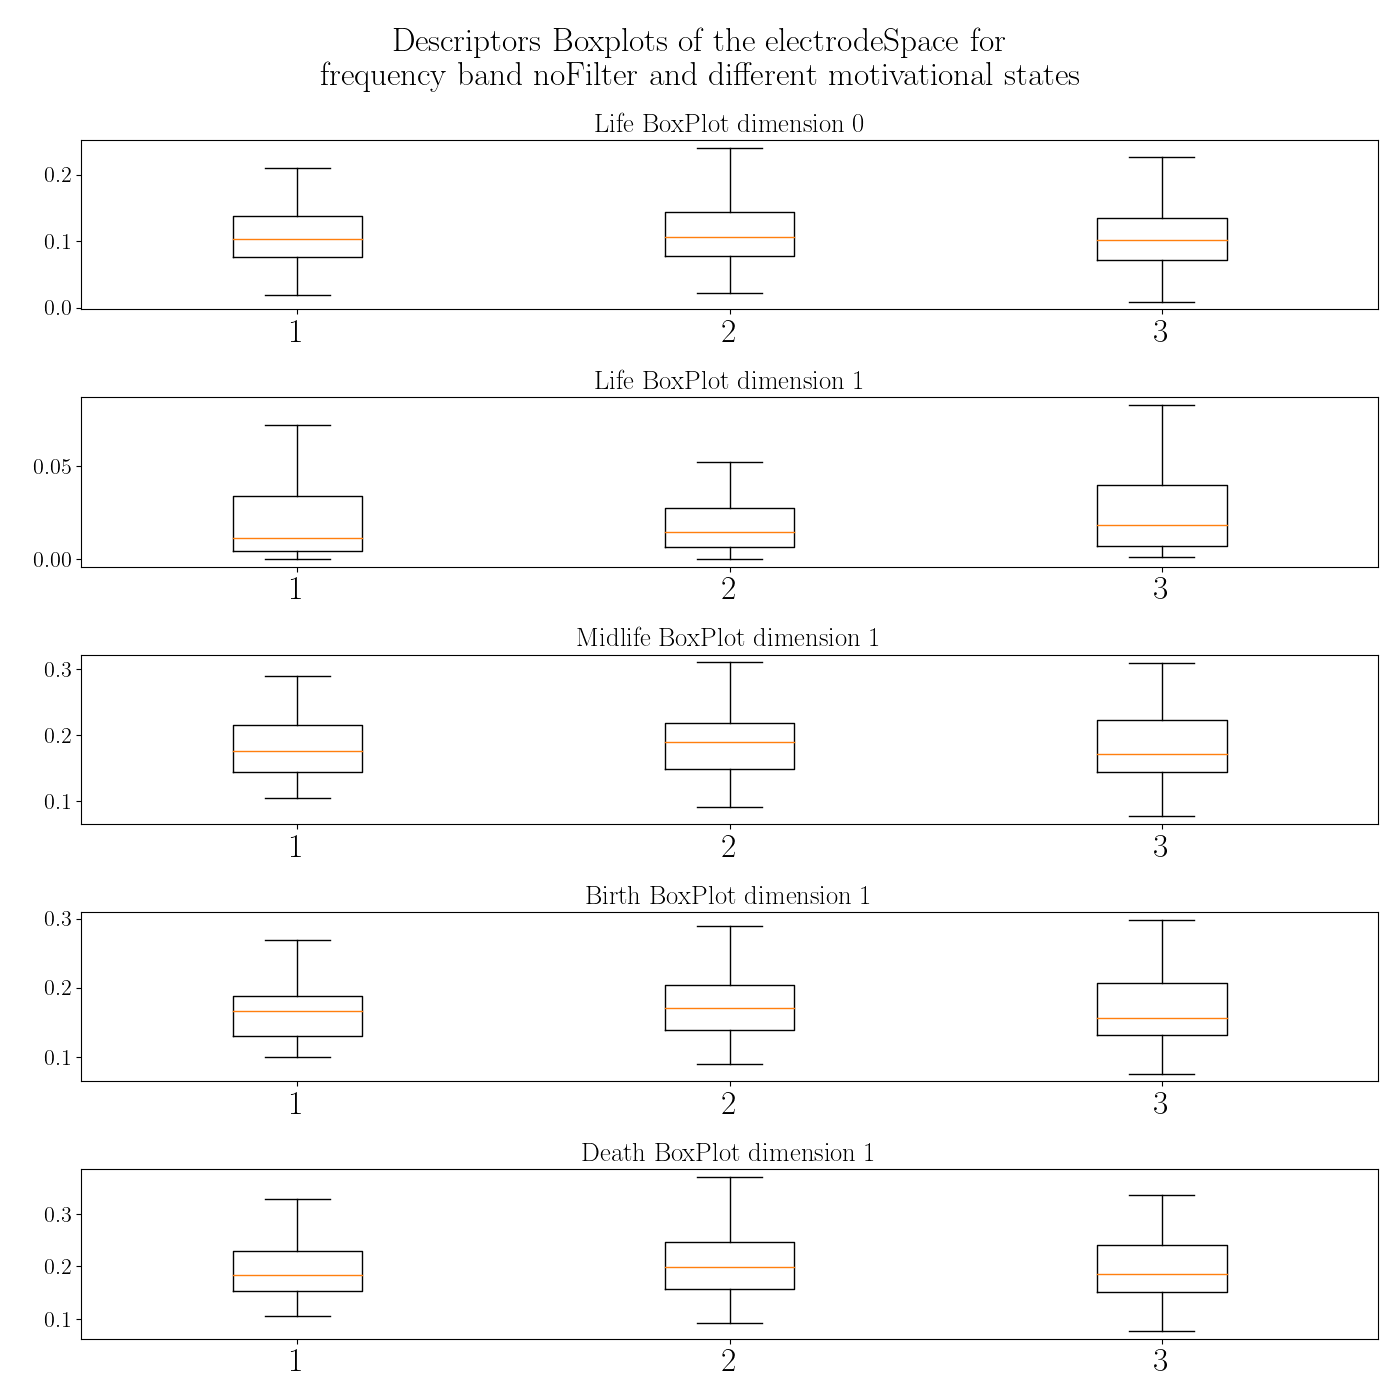 Descriptors Boxplots of the electrodeSpace for
frequency band noFilter and different motivational states
Life BoxPlot dimension 0
0.2
0.1
0.0
1 2 3
Life BoxPlot dimension 1
0.05
0.00
1 2 3
Midlife BoxPlot dimension 1
0.3
0.2
0.1
1 2 3
Birth BoxPlot dimension 1
0.3
0.2
0.1
1 2 3
Death BoxPlot dimension 1
0.3
0.2
0.1
1 2 3